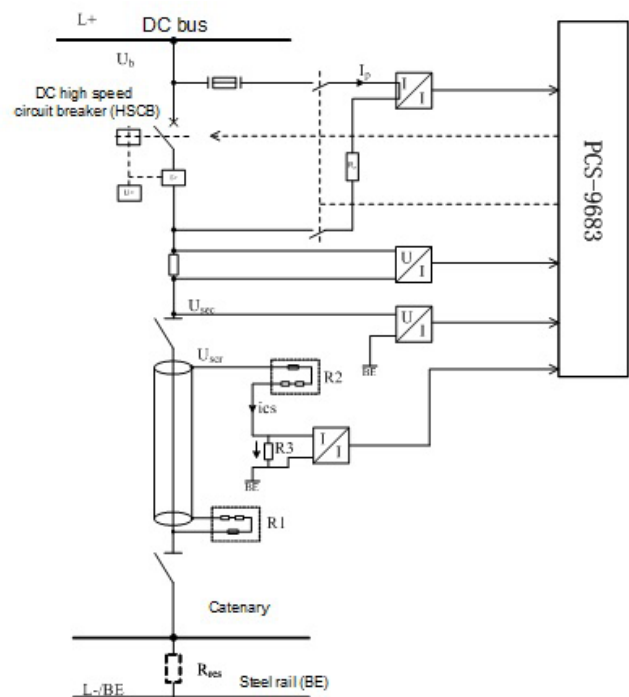 L+
DC bus
U_b
I_p
DC high speed
circuit breaker (HSCB)
I
I
PCS-9683
U
I
U_sec
U
I
BE
U_scr
R2
ics
R3
I
I
BE
R1
Catenary
R_res
L-/BE
Steel rail (BE)